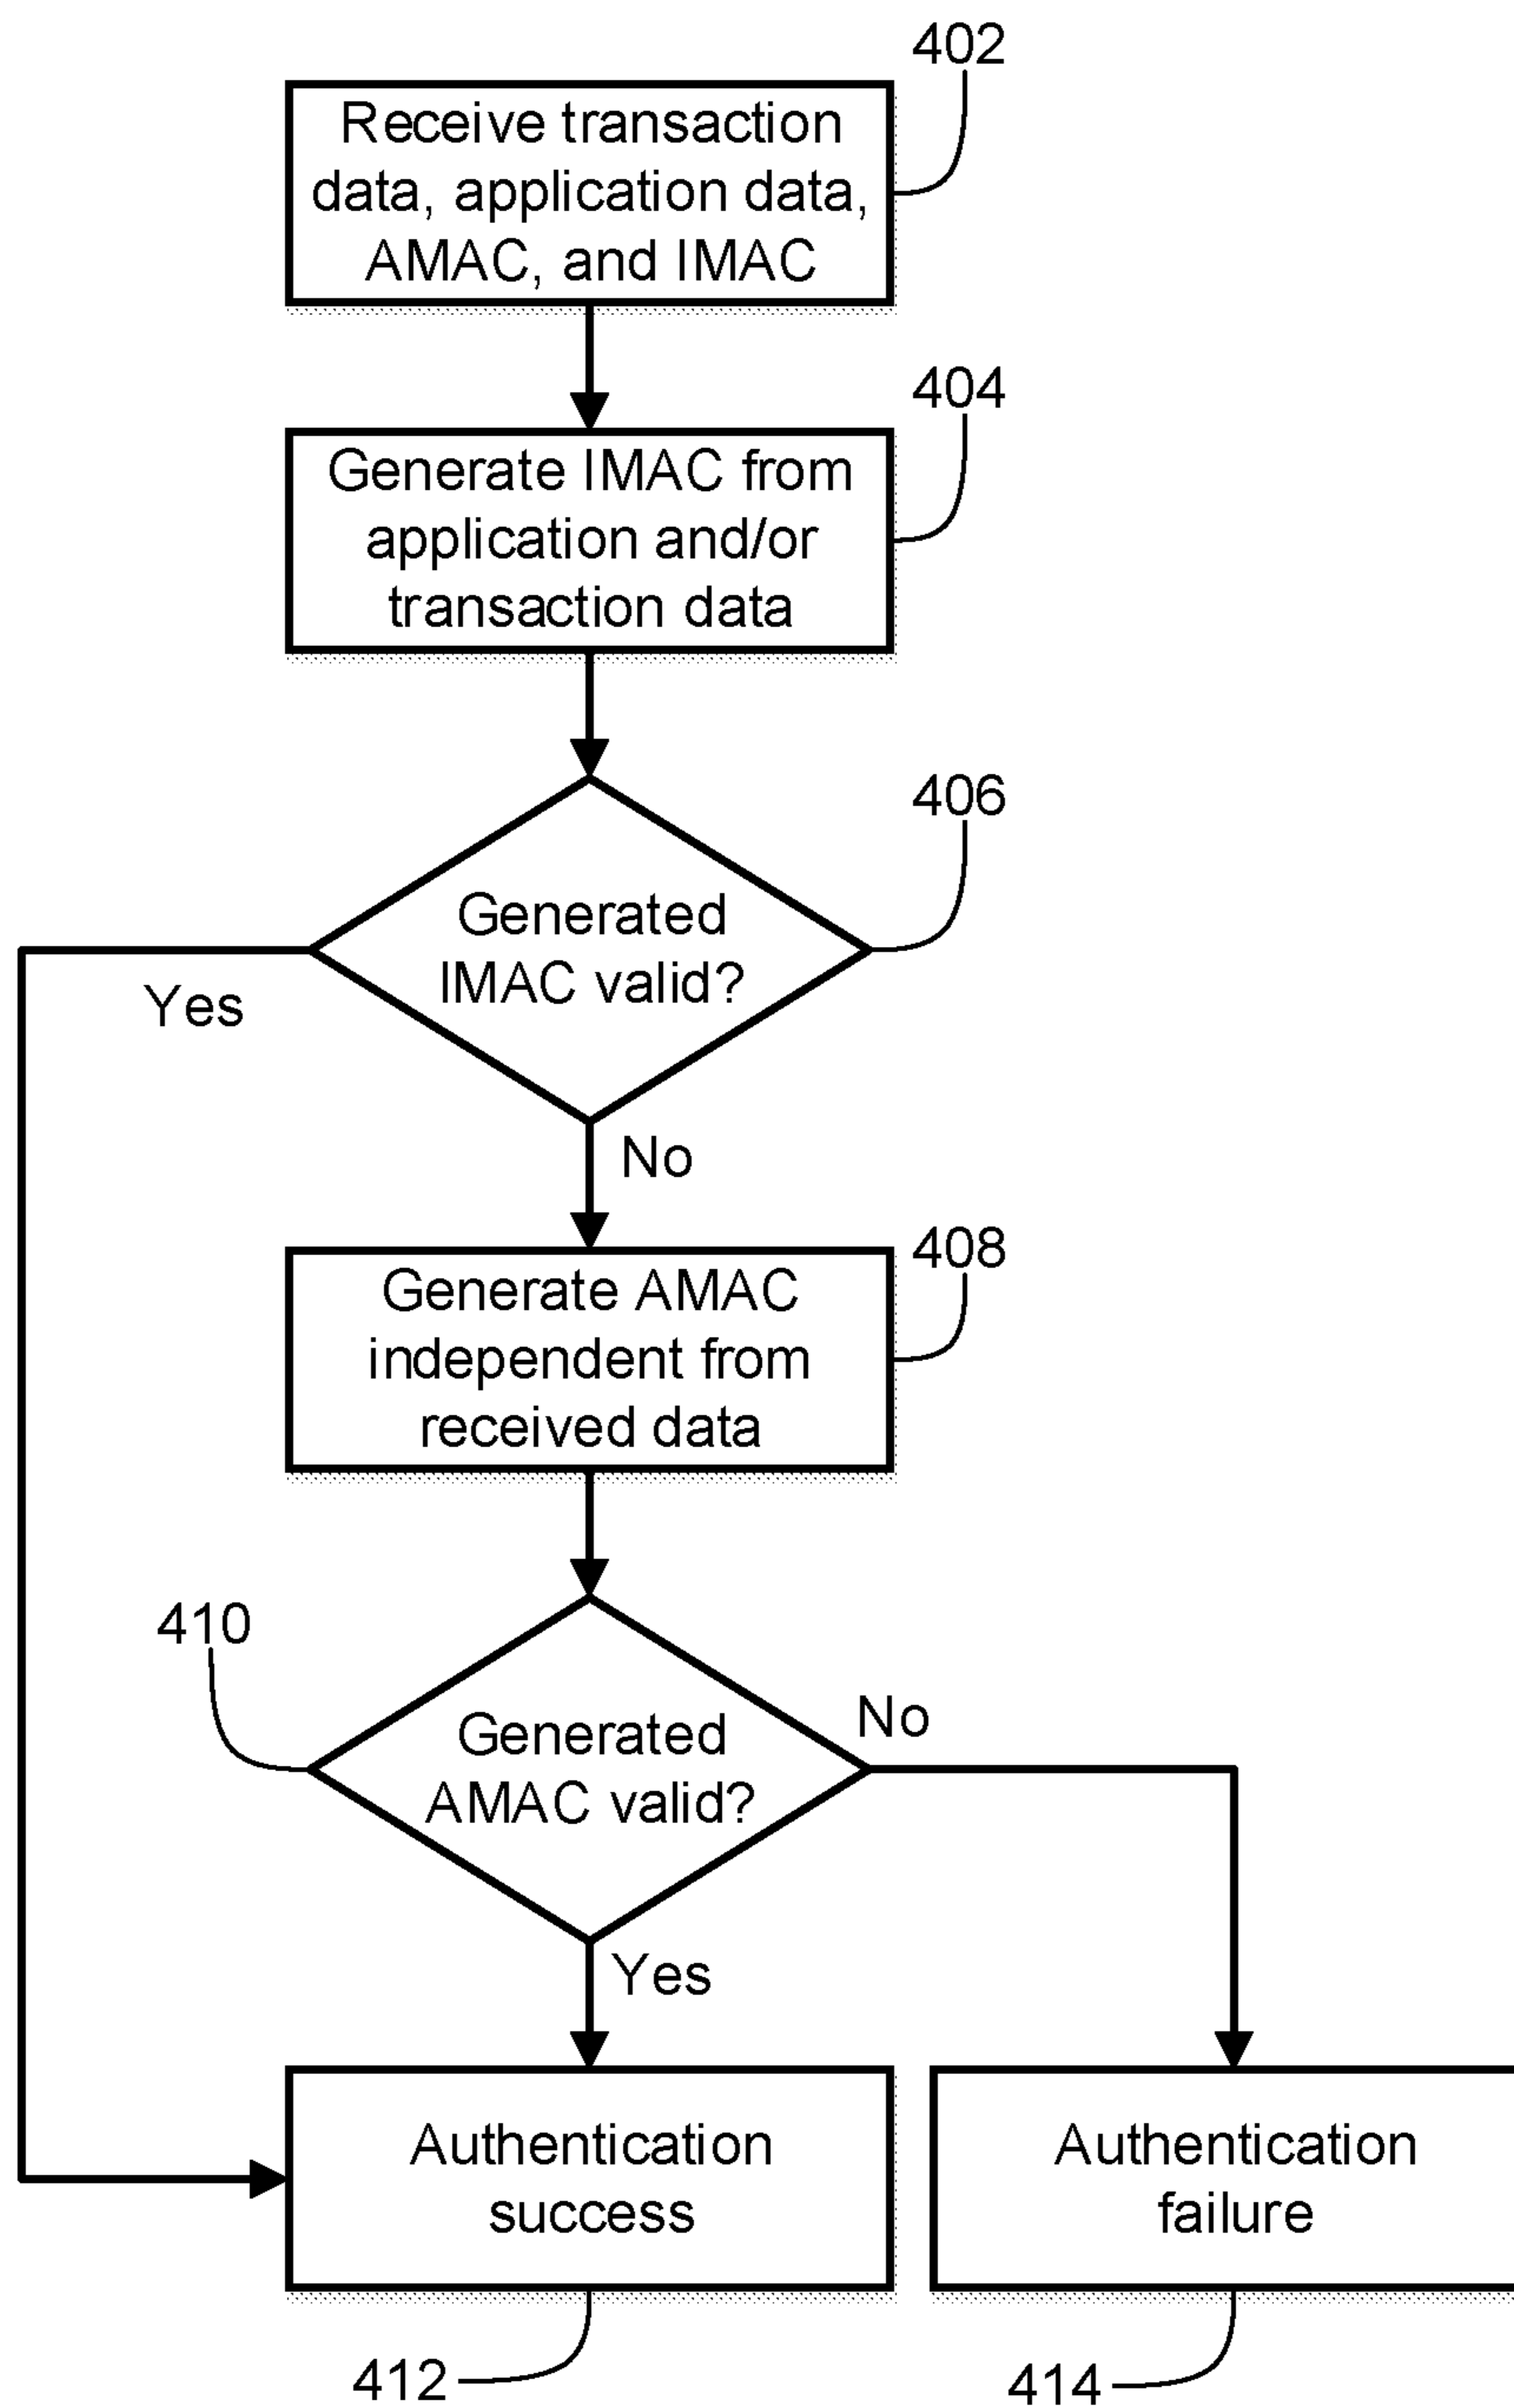 402
Receive transaction
data, application data,
AMAC, and IMAC
404
Generate IMAC from
application and/or
transaction data
406
Generated
IMAC valid?
Yes
No
408
Generate AMAC
independent from
received data
410
Generated
AMAC valid?
No
Yes
Authentication
success
Authentication
failure
412
414